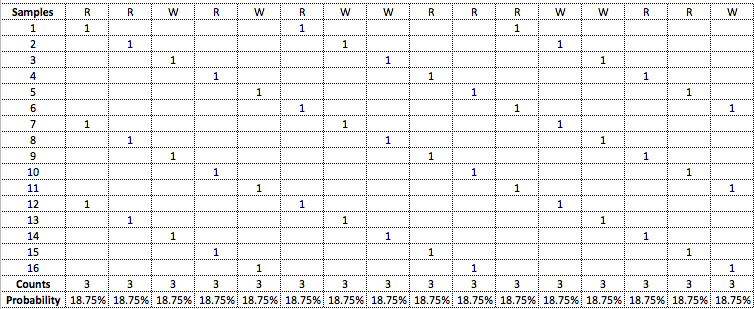 Samples R R W R W R W W R R R W W R R W
1 1 1 1
2 1 1 1
3 1 1 1
4 1 1 1
5 1 1 1
6 1 1 1
7 1 1 1
8 1 1 1
9 1 1 1
10 1 1 1
11 1 1 1
12 1 1 1
13 1 1 1
14 1 1 1
15 1 1 1
16 1 1 1
Counts 3 3 3 3 3 3 3 3 3 3 3 3 3 3 3 3
Probability 18.75% 18.75% 18.75% 18.75% 18.75% 18.75% 18.75% 18.75% 18.75% 18.75% 18.75% 18.75% 18.75% 18.75% 18.75% 18.75%